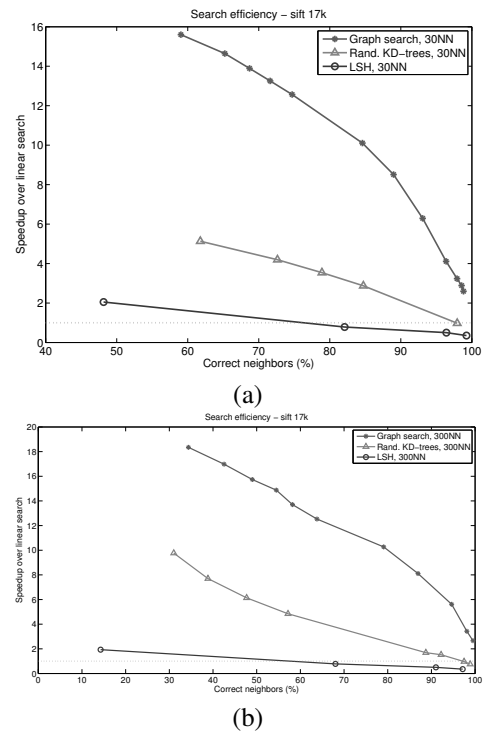 Search efficiency – sift 17k
16
14
12
10
8
6
4
2
0
Speedup over linear search
Graph search, 30NN
Rand. KD–trees, 30NN
LSH, 30NN
40 50 60 70 80 90 100
Correct neighbors (%)
(a)
Search efficiency – sift 17k
20
18
16
14
12
10
8
6
4
2
0
Speedup over linear search
Graph search, 300NN
Rand. KD–trees, 300NN
LSH, 300NN
0 10 20 30 40 50 60 70 80 90 100
Correct neighbors (%)
(b)